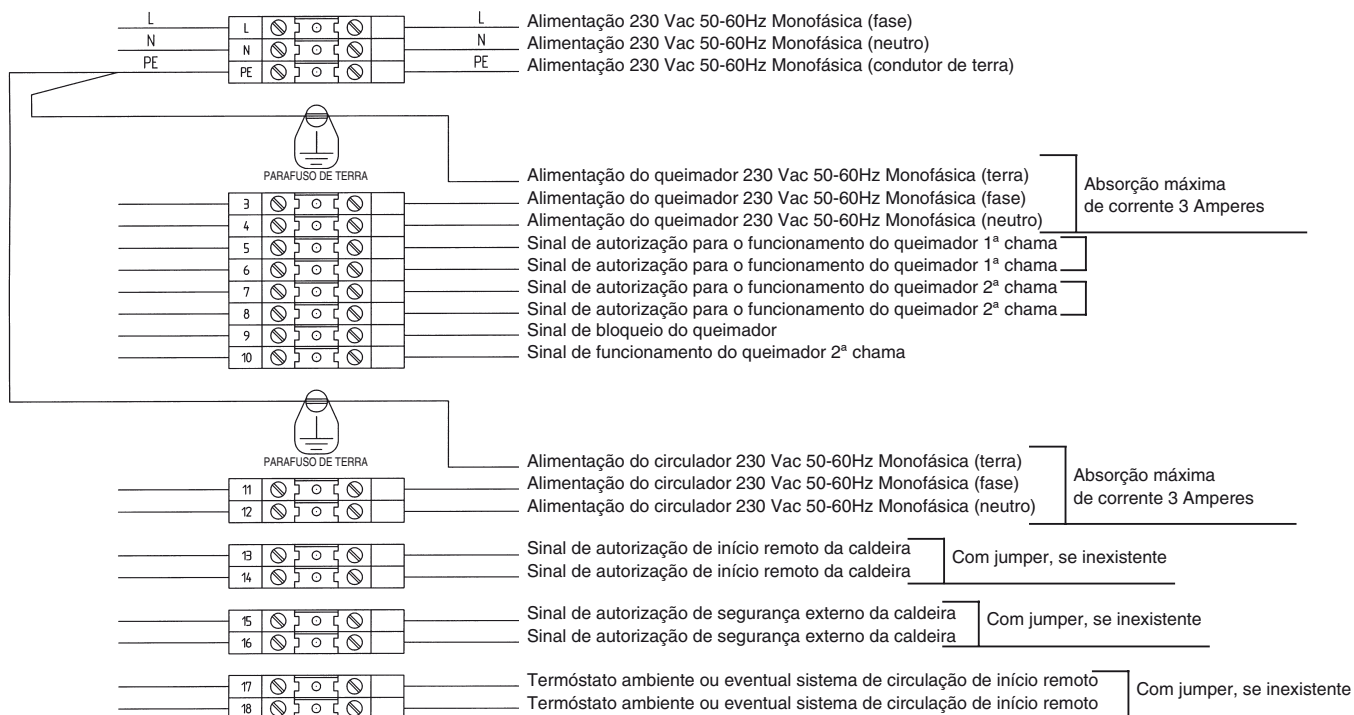 L L Alimentação 230 Vac 50-60Hz Monofásica (fase)
L
N N Alimentação 230 Vac 50-60Hz Monofásica (neutro)
N
PE PE Alimentação 230 Vac 50-60Hz Monofásica (condutor de terra)
PE
PARAFUSO DE TERRA
Alimentação do queimador 230 Vac 50-60Hz Monofásica (terra)
3 Alimentação do queimador 230 Vac 50-60Hz Monofásica (fase)
4 Alimentação do queimador 230 Vac 50-60Hz Monofásica (neutro)
Absorção máxima
de corrente 3 Amperes
5 Sinal de autorização para o funcionamento do queimador 1ª chama
6 Sinal de autorização para o funcionamento do queimador 1ª chama
7 Sinal de autorização para o funcionamento do queimador 2ª chama
8 Sinal de autorização para o funcionamento do queimador 2ª chama
9 Sinal de bloqueio do queimador
10 Sinal de funcionamento do queimador 2ª chama
PARAFUSO DE TERRA
Alimentação do circulador 230 Vac 50-60Hz Monofásica (terra)
11 Alimentação do circulador 230 Vac 50-60Hz Monofásica (fase)
12 Alimentação do circulador 230 Vac 50-60Hz Monofásica (neutro)
Absorção máxima
de corrente 3 Amperes
13 Sinal de autorização de início remoto da caldeira
14 Sinal de autorização de início remoto da caldeira
Com jumper, se inexistente
15 Sinal de autorização de segurança externo da caldeira
16 Sinal de autorização de segurança externo da caldeira
Com jumper, se inexistente
17 Termóstato ambiente ou eventual sistema de circulação de início remoto
18 Termóstato ambiente ou eventual sistema de circulação de início remoto
Com jumper, se inexistente